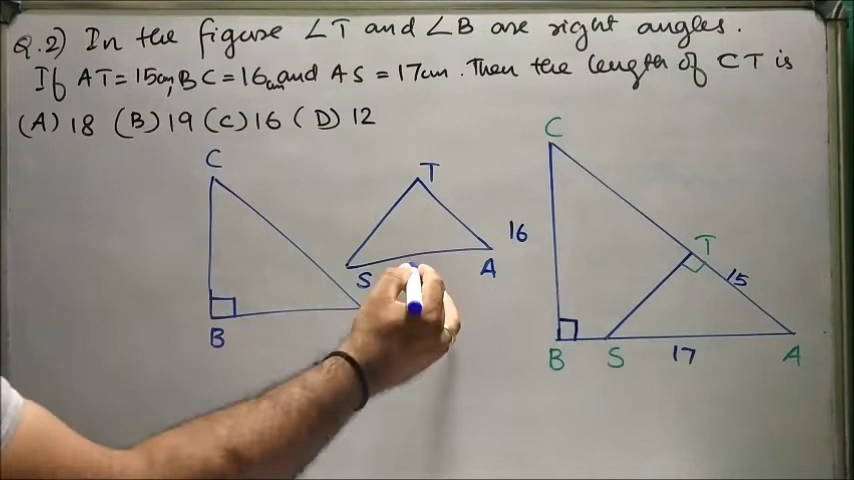 Q.2) In the figure ∠T and ∠B are right angles.
If AT=15cm, BC=16cm and AS=17cm. Then the length of CT is
(A) 18 (B) 19 (C) 16 (D) 12
C
T
S
A
B
C
16
T
15
B
S
17
A